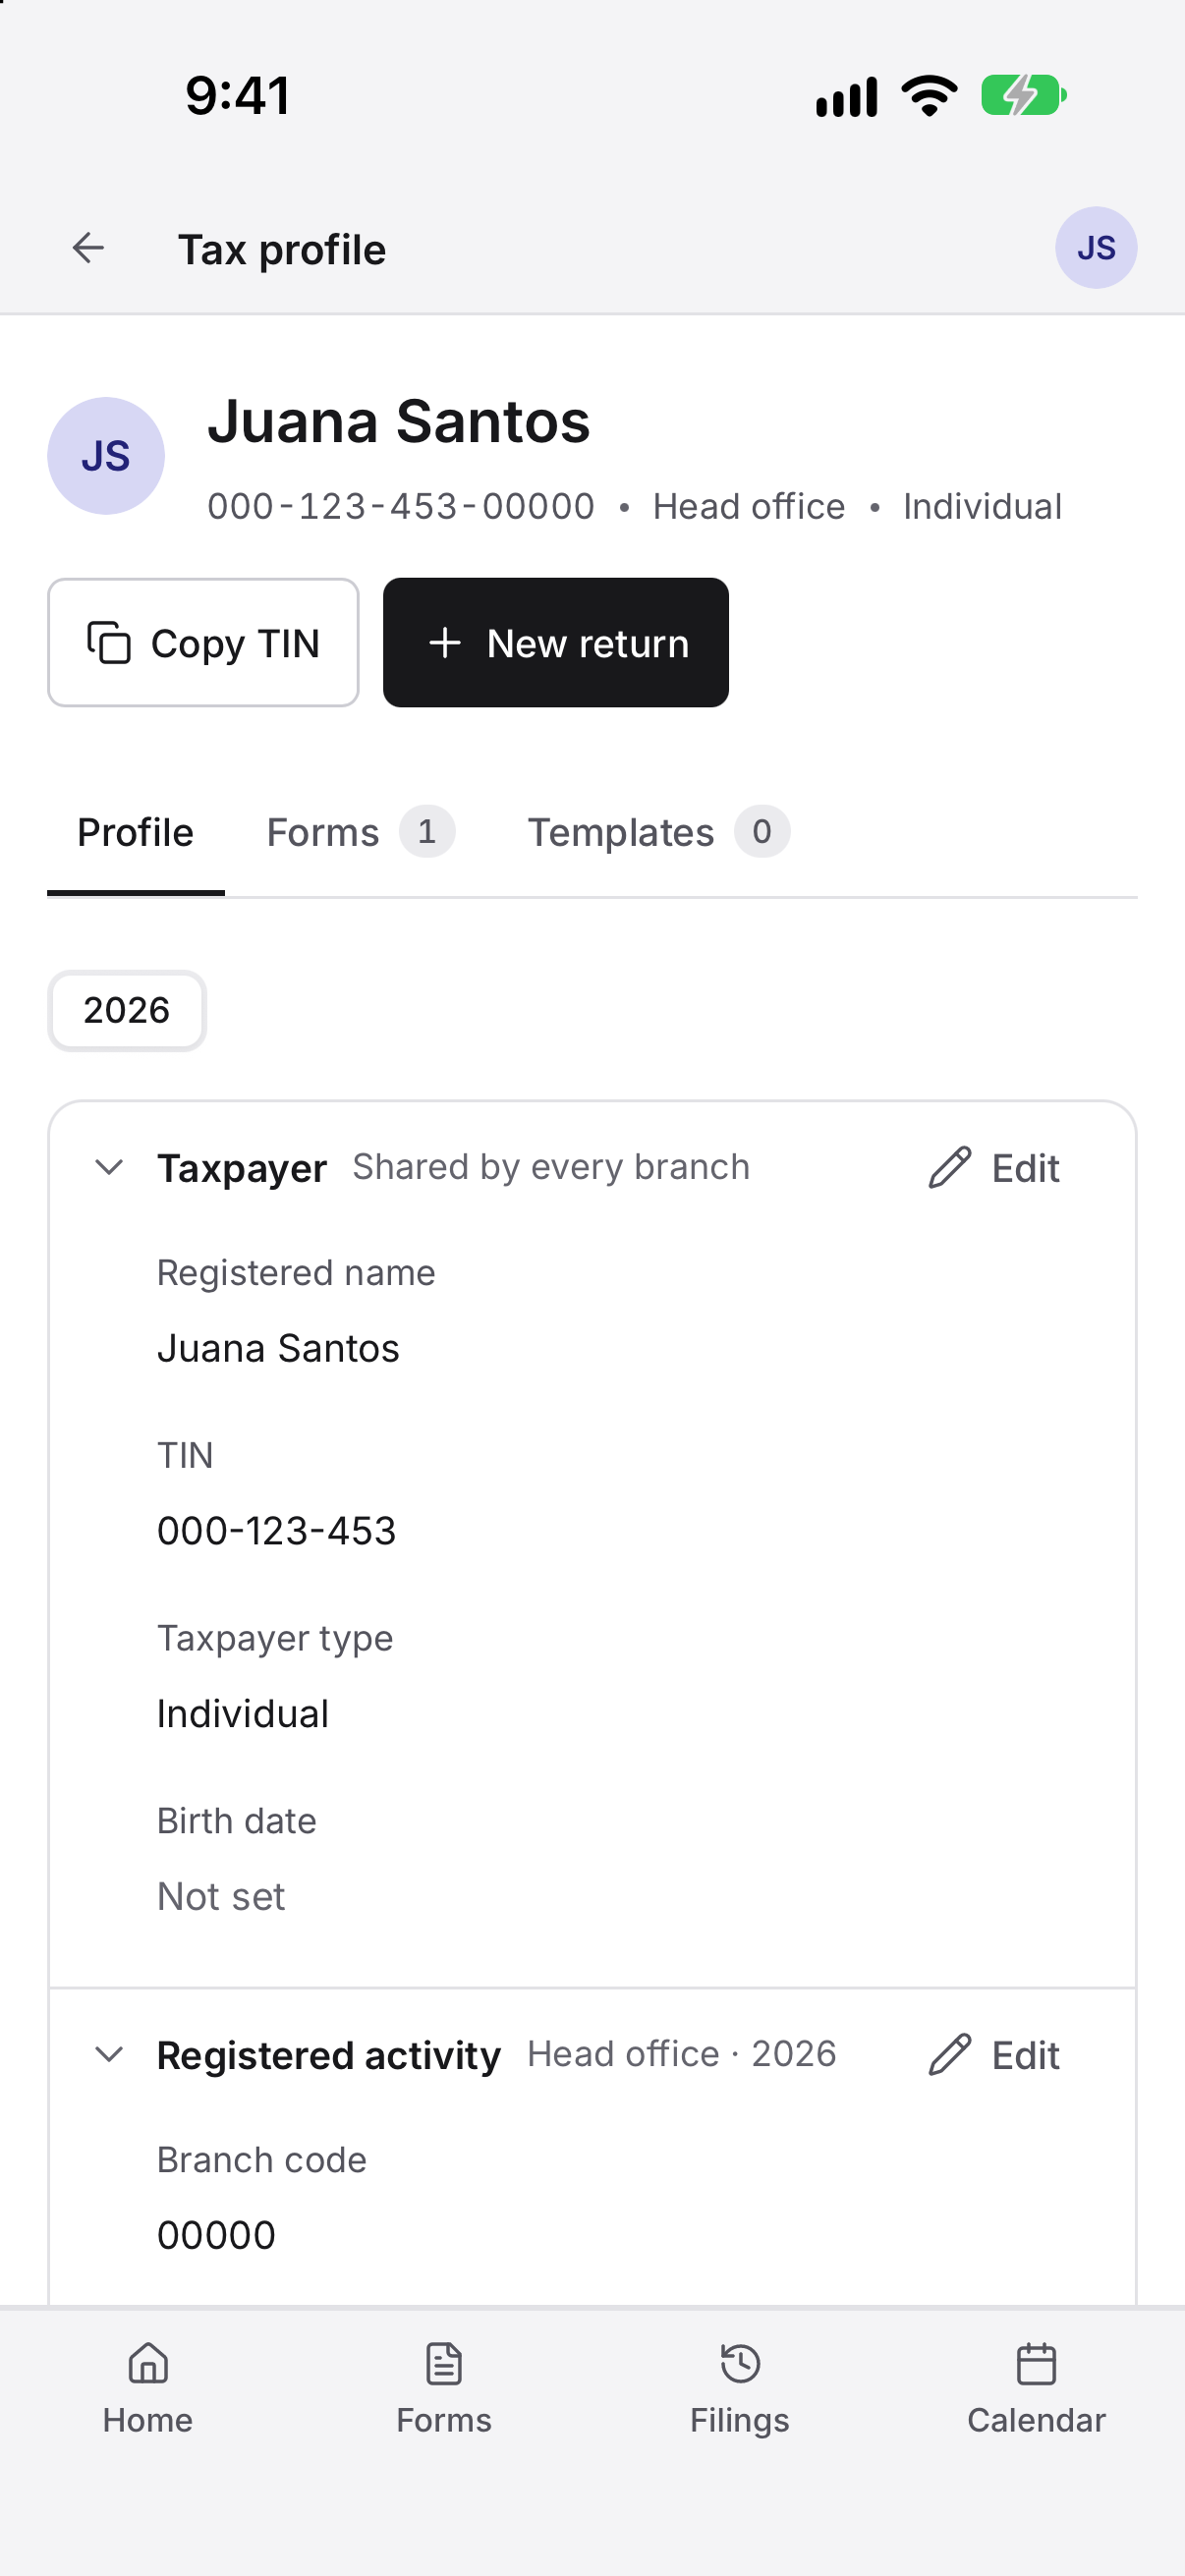 9:41
Tax profile
JS
JS
Juana Santos
000-123-453-00000 • Head office • Individual
Copy TIN
New return
Profile
Forms 1
Templates 0
2026
Taxpayer Shared by every branch
Edit
Registered name
Juana Santos
TIN
000-123-453
Taxpayer type
Individual
Birth date
Not set
Registered activity Head office · 2026
Edit
Branch code
00000
Home
Forms
Filings
Calendar